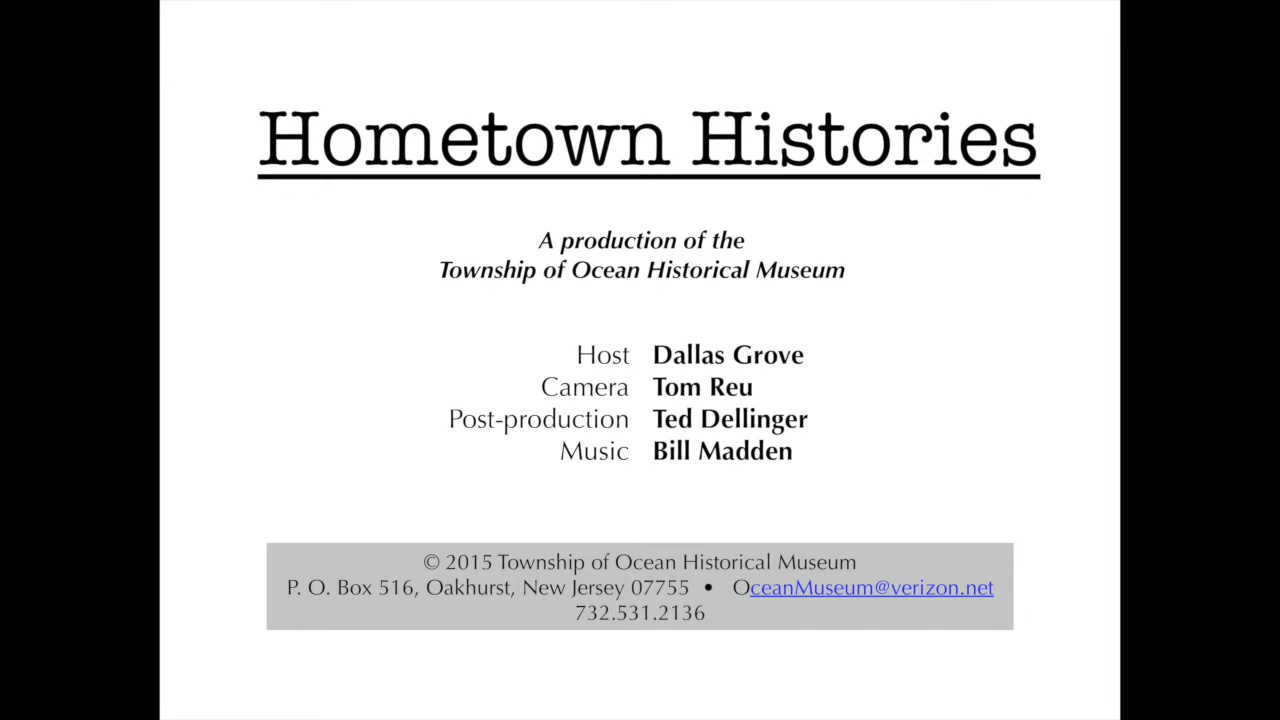 Hometown Histories
A production of the
Township of Ocean Historical Museum
Host Dallas Grove
Camera Tom Reu
Post-production Ted Dellinger
Music Bill Madden
© 2015 Township of Ocean Historical Museum
P. O. Box 516, Oakhurst, New Jersey 07755 • OceanMuseum@verizon.net
732.531.2136